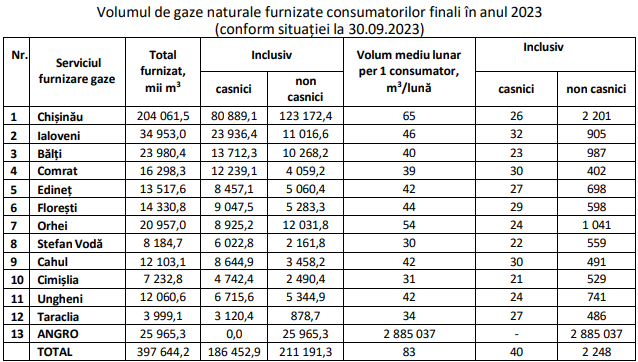 Volumul de gaze naturale furnizate consumatorilor finali în anul 2023
(conform situației la 30.09.2023)
Nr. Serviciul furnizare gaze Total furnizat, mii m³ Inclusiv Volum mediu lunar per 1 consumator, m³/lună Inclusiv
casnici non casnici casnici non casnici
1 Chișinău 204 061,5 80 889,1 123 172,4 65 26 2 201
2 Ialoveni 34 953,0 23 936,4 11 016,6 46 32 905
3 Bălți 23 980,4 13 712,3 10 268,2 40 23 987
4 Comrat 16 298,3 12 239,1 4 059,2 39 30 402
5 Edineț 13 517,6 8 457,1 5 060,4 42 27 698
6 Florești 14 330,8 9 047,5 5 283,3 44 29 598
7 Orhei 20 957,0 8 925,2 12 031,8 54 24 1 041
8 Stefan Vodă 8 184,7 6 022,8 2 161,8 30 22 559
9 Cahul 12 103,1 8 644,9 3 458,2 42 30 491
10 Cimișlia 7 232,8 4 742,4 2 490,4 31 21 529
11 Ungheni 12 060,6 6 715,6 5 344,9 42 24 741
12 Taraclia 3 999,1 3 120,4 878,7 34 27 486
13 ANGRO 25 965,3 0,0 25 965,3 2 885 037 - 2 885 037
TOTAL 397 644,2 186 452,9 211 191,3 83 40 2 248